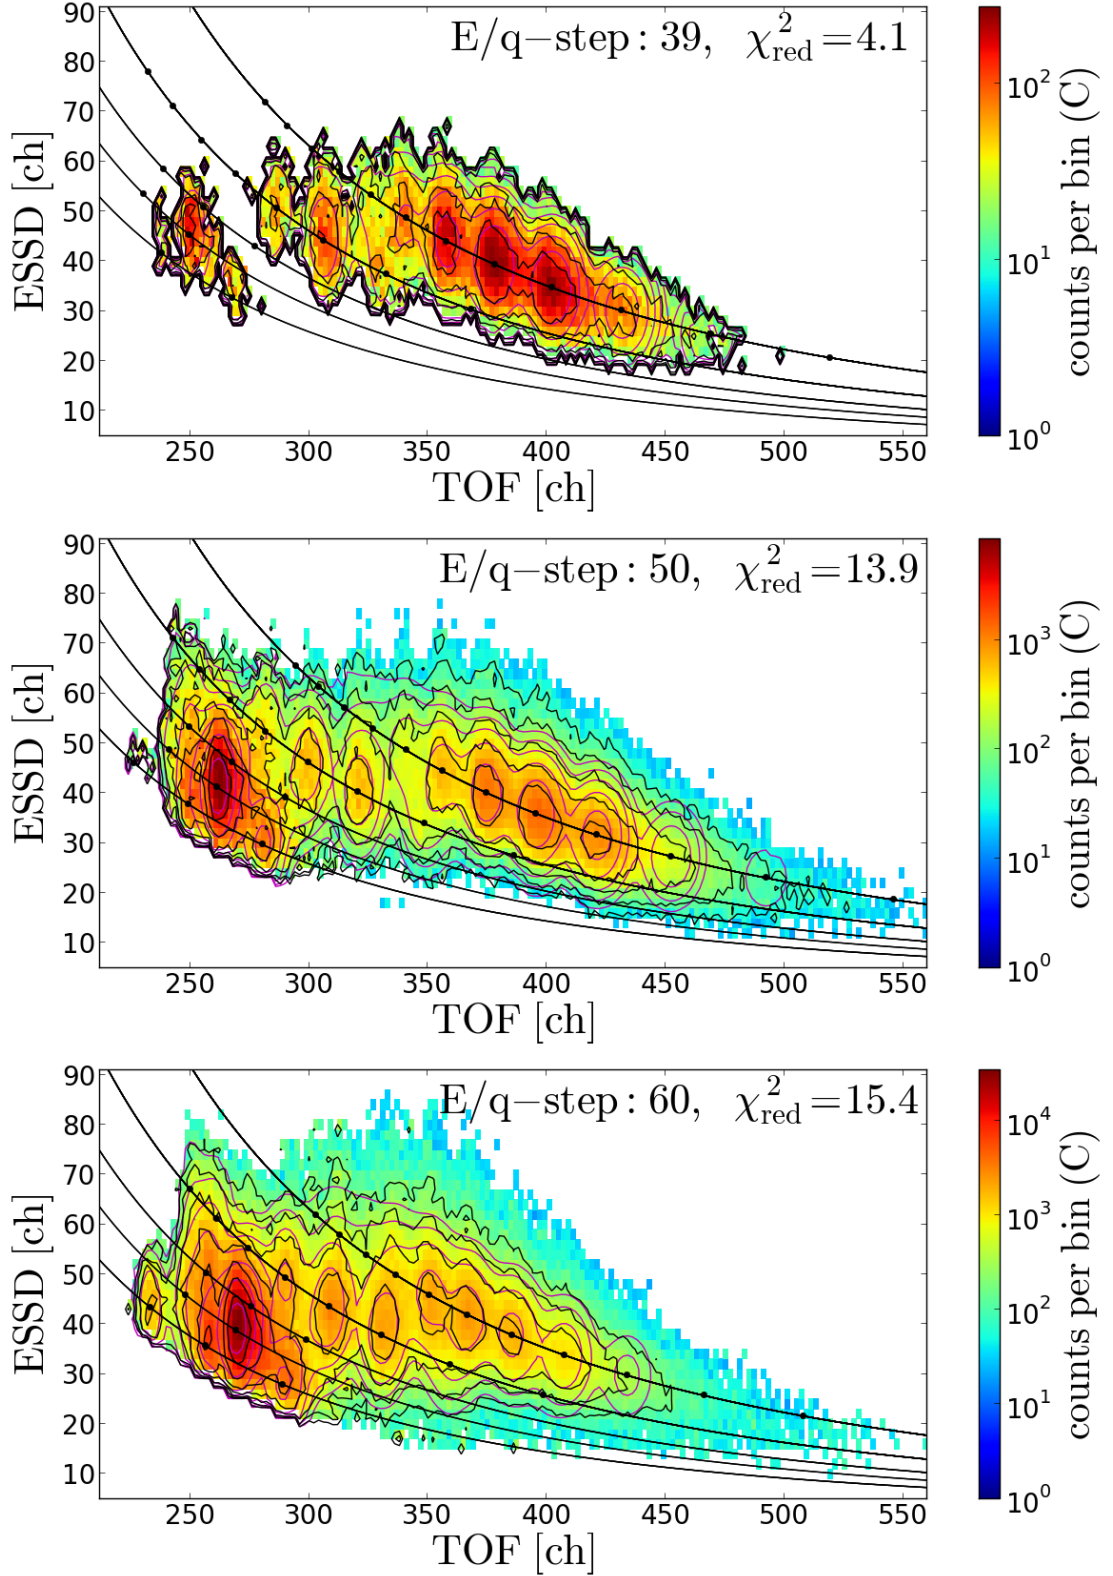 E/q−step: 39, χ²red=4.1
90
80
70
60
50
40
30
20
10
ESSD [ch]
250 300 350 400 450 500 550
TOF [ch]
10²
10¹
10⁰
counts per bin (C)
E/q−step: 50, χ²red=13.9
90
80
70
60
50
40
30
20
10
ESSD [ch]
250 300 350 400 450 500 550
TOF [ch]
10³
10²
10¹
10⁰
counts per bin (C)
E/q−step: 60, χ²red=15.4
90
80
70
60
50
40
30
20
10
ESSD [ch]
250 300 350 400 450 500 550
TOF [ch]
10⁴
10³
10²
10¹
10⁰
counts per bin (C)